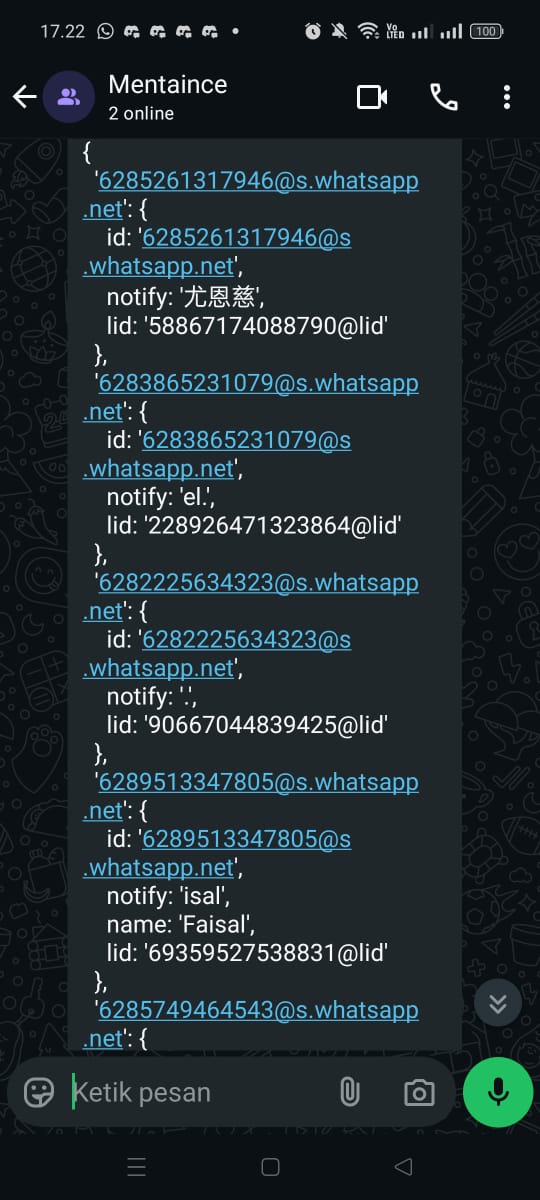 17.22
Vo
LTED
100
Mentaince
2 online
{
'6285261317946@s.whatsapp
.net': {
id: '6285261317946@s
.whatsapp.net',
notify: '尤恩慈',
lid: '58867174088790@lid'
},
'6283865231079@s.whatsapp
.net': {
id: '6283865231079@s
.whatsapp.net',
notify: 'el.',
lid: '228926471323864@lid'
},
'6282225634323@s.whatsapp
.net': {
id: '6282225634323@s
.whatsapp.net',
notify: '.',
lid: '90667044839425@lid'
},
'6289513347805@s.whatsapp
.net': {
id: '6289513347805@s
.whatsapp.net',
notify: 'isal',
name: 'Faisal',
lid: '69359527538831@lid'
},
'6285749464543@s.whatsapp
.net': {
Ketik pesan